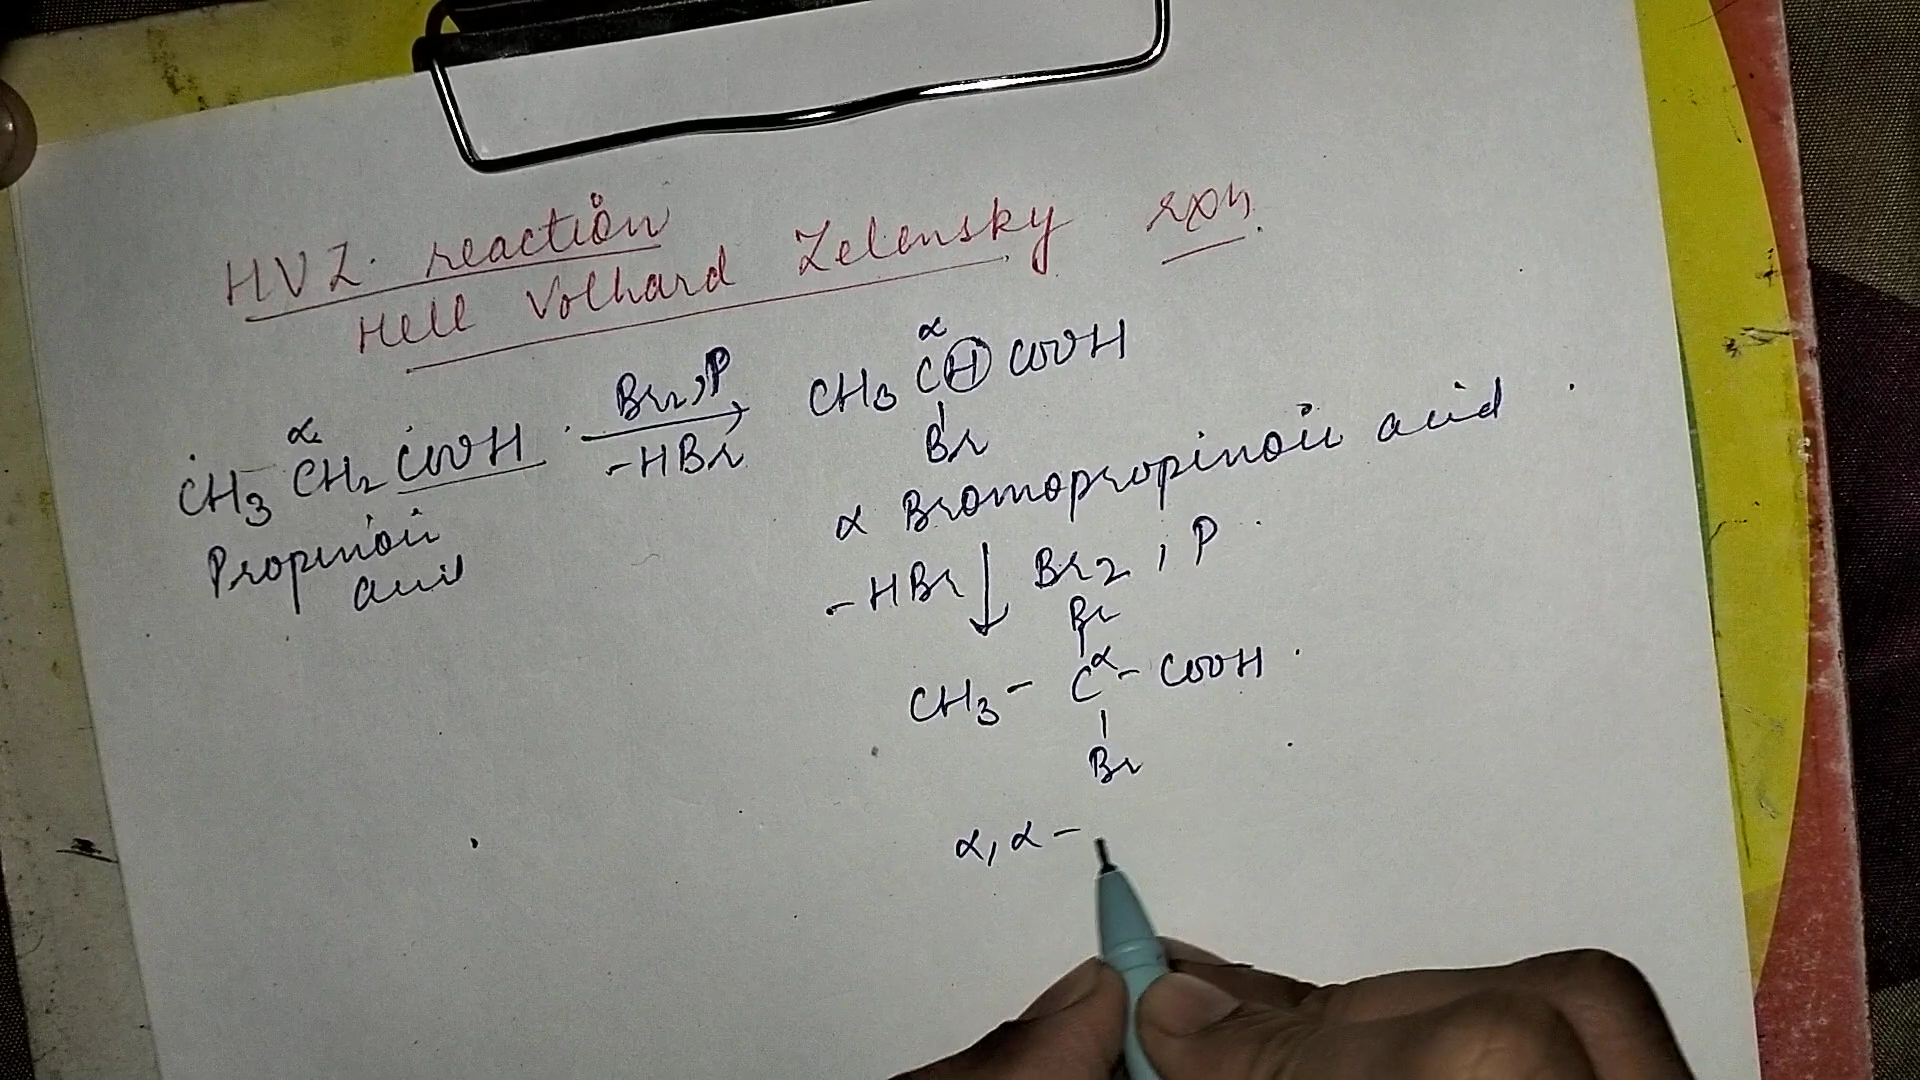 HVZ. reaction
Hell Volhard Zelensky rxn.
CH3 CH2 COOH Br2, P -HBr CH3 CH COOH
α α
Br
Propinoic
acid
α Bromopropinoic acid
-HBr ↓ Br2, P
Br
CH3 - Cα - COOH
Br
α, α -